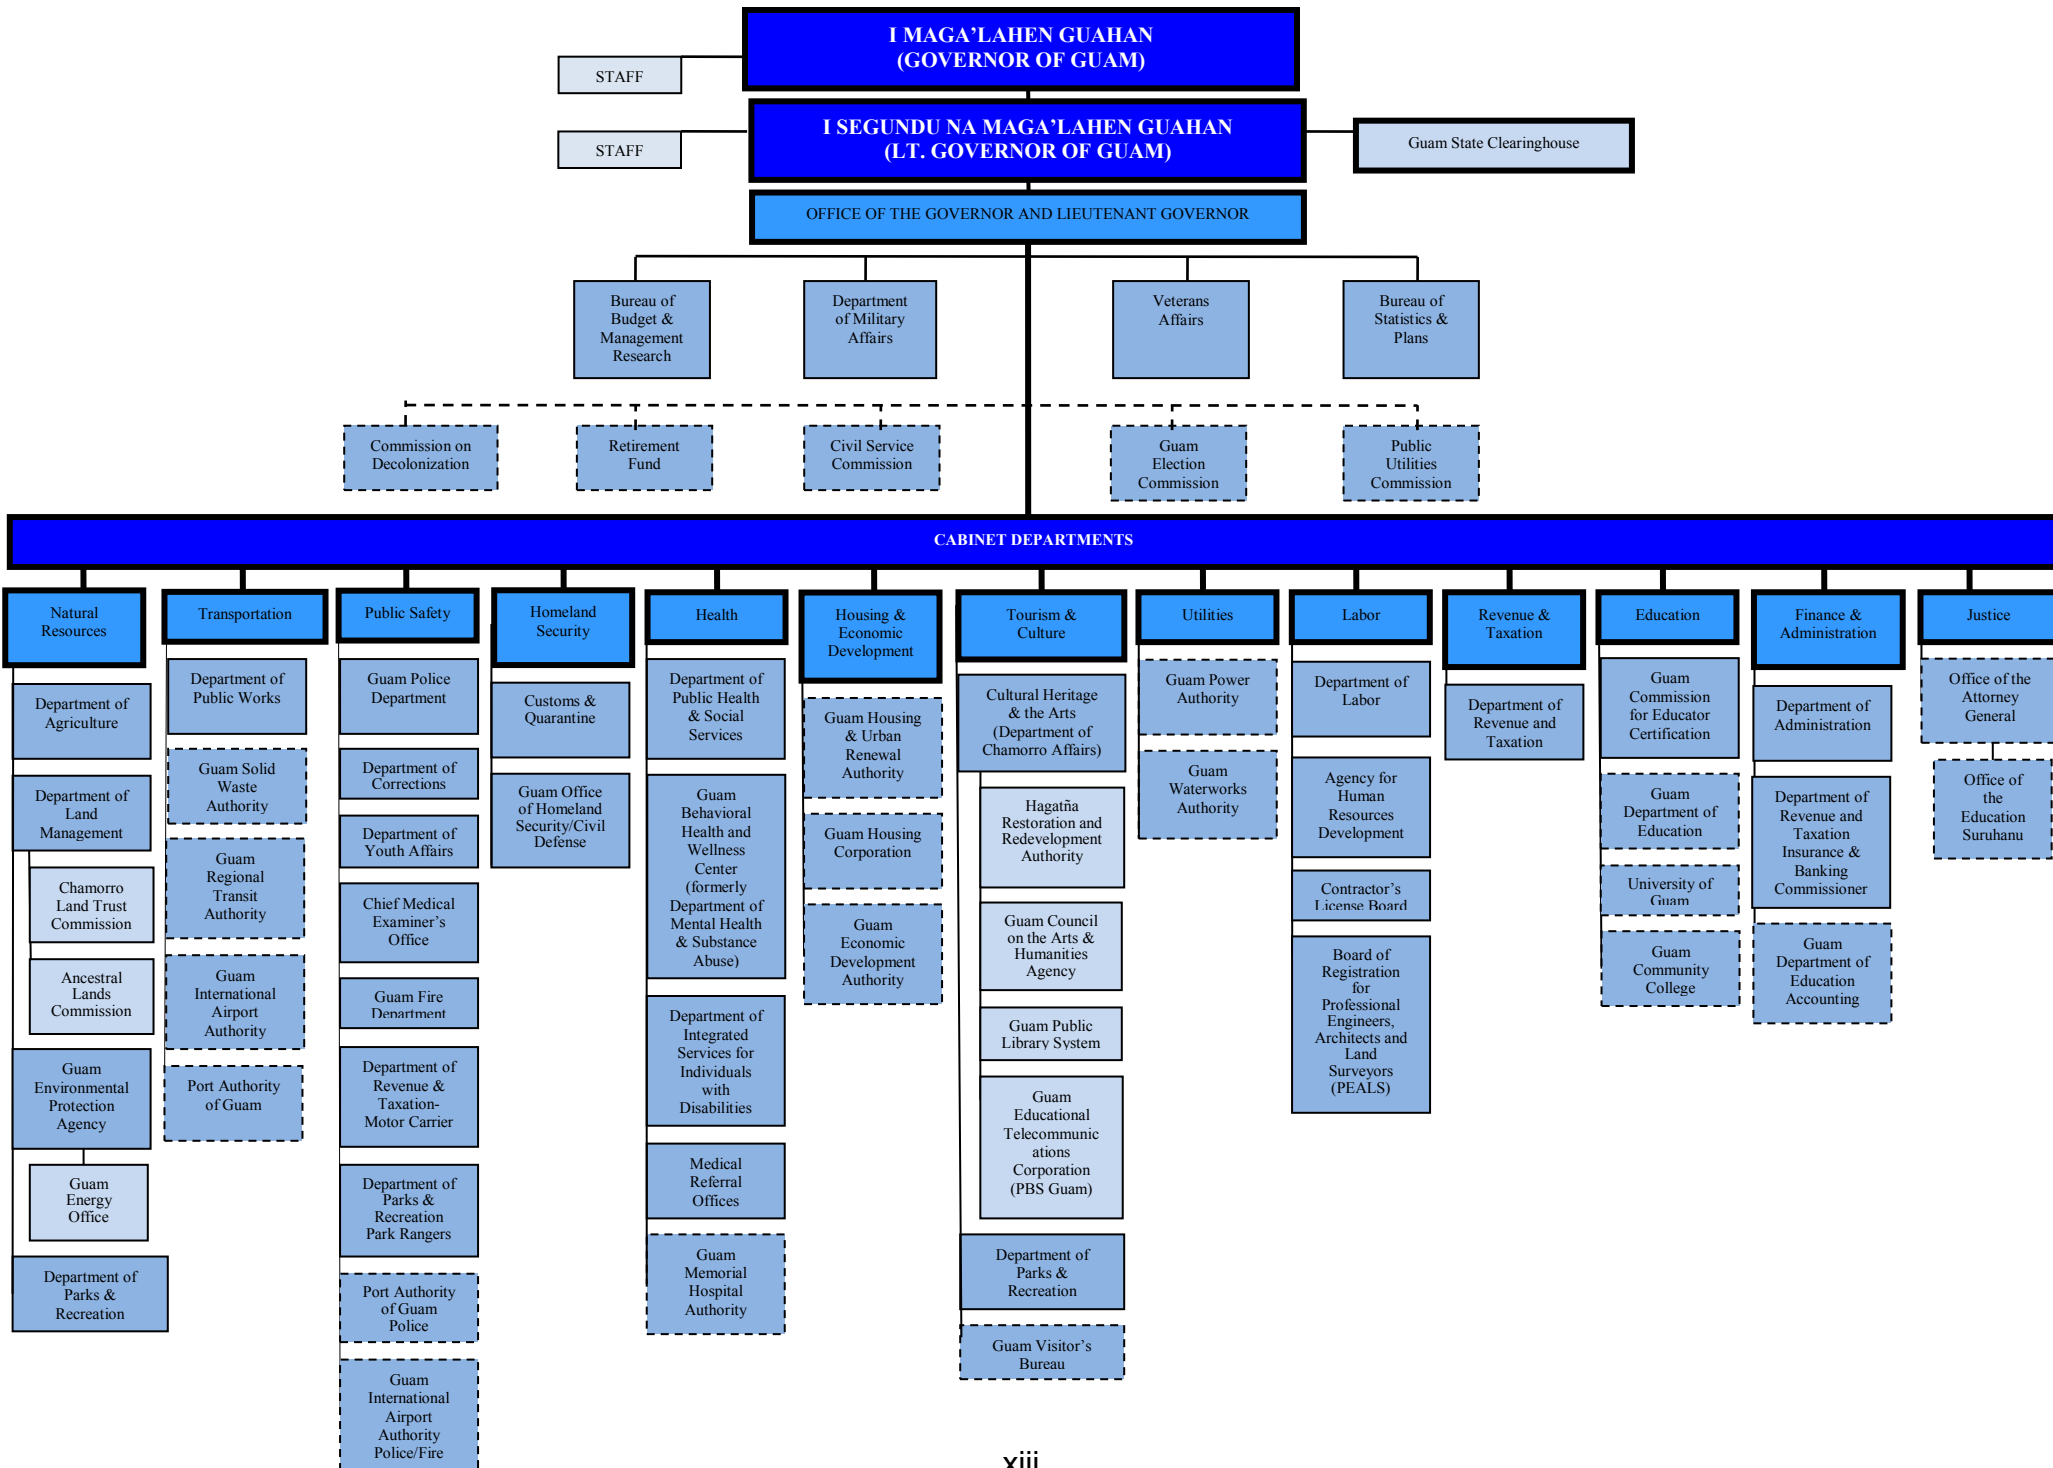 I MAGA’LAHEN GUAHAN
(GOVERNOR OF GUAM)
STAFF
I SEGUNDU NA MAGA’LAHEN GUAHAN
(LT. GOVERNOR OF GUAM)
STAFF
Guam State Clearinghouse
OFFICE OF THE GOVERNOR AND LIEUTENANT GOVERNOR
Bureau of
Budget &
Management
Research
Department
of Military
Affairs
Veterans
Affairs
Bureau of
Statistics &
Plans
Commission on
Decolonization
Retirement
Fund
Civil Service
Commission
Guam
Election
Commission
Public
Utilities
Commission
CABINET DEPARTMENTS
Natural
Resources
Department of
Agriculture
Department of
Land
Management
Chamorro
Land Trust
Commission
Ancestral
Lands
Commission
Guam
Environmental
Protection
Agency
Guam
Energy
Office
Department of
Parks &
Recreation
Transportation
Department of
Public Works
Guam Solid
Waste
Authority
Guam
Regional
Transit
Authority
Guam
International
Airport
Authority
Port Authority
of Guam
Public Safety
Guam Police
Department
Department of
Corrections
Department of
Youth Affairs
Chief Medical
Examiner’s
Office
Guam Fire
Department
Department of
Revenue &
Taxation-
Motor Carrier
Department of
Parks &
Recreation
Park Rangers
Port Authority
of Guam
Police
Guam
International
Airport
Authority
Police/Fire
Homeland
Security
Customs &
Quarantine
Guam Office
of Homeland
Security/Civil
Defense
Health
Department of
Public Health
& Social
Services
Guam
Behavioral
Health and
Wellness
Center
(formerly
Department of
Mental Health
& Substance
Abuse)
Department of
Integrated
Services for
Individuals
with
Disabilities
Medical
Referral
Offices
Guam
Memorial
Hospital
Authority
Housing &
Economic
Development
Guam Housing
& Urban
Renewal
Authority
Guam Housing
Corporation
Guam
Economic
Development
Authority
Tourism &
Culture
Cultural Heritage
& the Arts
(Department of
Chamorro Affairs)
Hagatña
Restoration and
Redevelopment
Authority
Guam Council
on the Arts &
Humanities
Agency
Guam Public
Library System
Guam
Educational
Telecommunic
ations
Corporation
(PBS Guam)
Department of
Parks &
Recreation
Guam Visitor’s
Bureau
Utilities
Guam Power
Authority
Guam
Waterworks
Authority
Labor
Department of
Labor
Agency for
Human
Resources
Development
Contractor’s
License Board
Board of
Registration
for
Professional
Engineers,
Architects and
Land
Surveyors
(PEALS)
Revenue &
Taxation
Department of
Revenue and
Taxation
Education
Guam
Commission
for Educator
Certification
Guam
Department of
Education
University of
Guam
Guam
Community
College
Finance &
Administration
Department of
Administration
Department of
Revenue and
Taxation
Insurance &
Banking
Commissioner
Guam
Department of
Education
Accounting
Justice
Office of the
Attorney
General
Office of
the
Education
Suruhanu
xiii